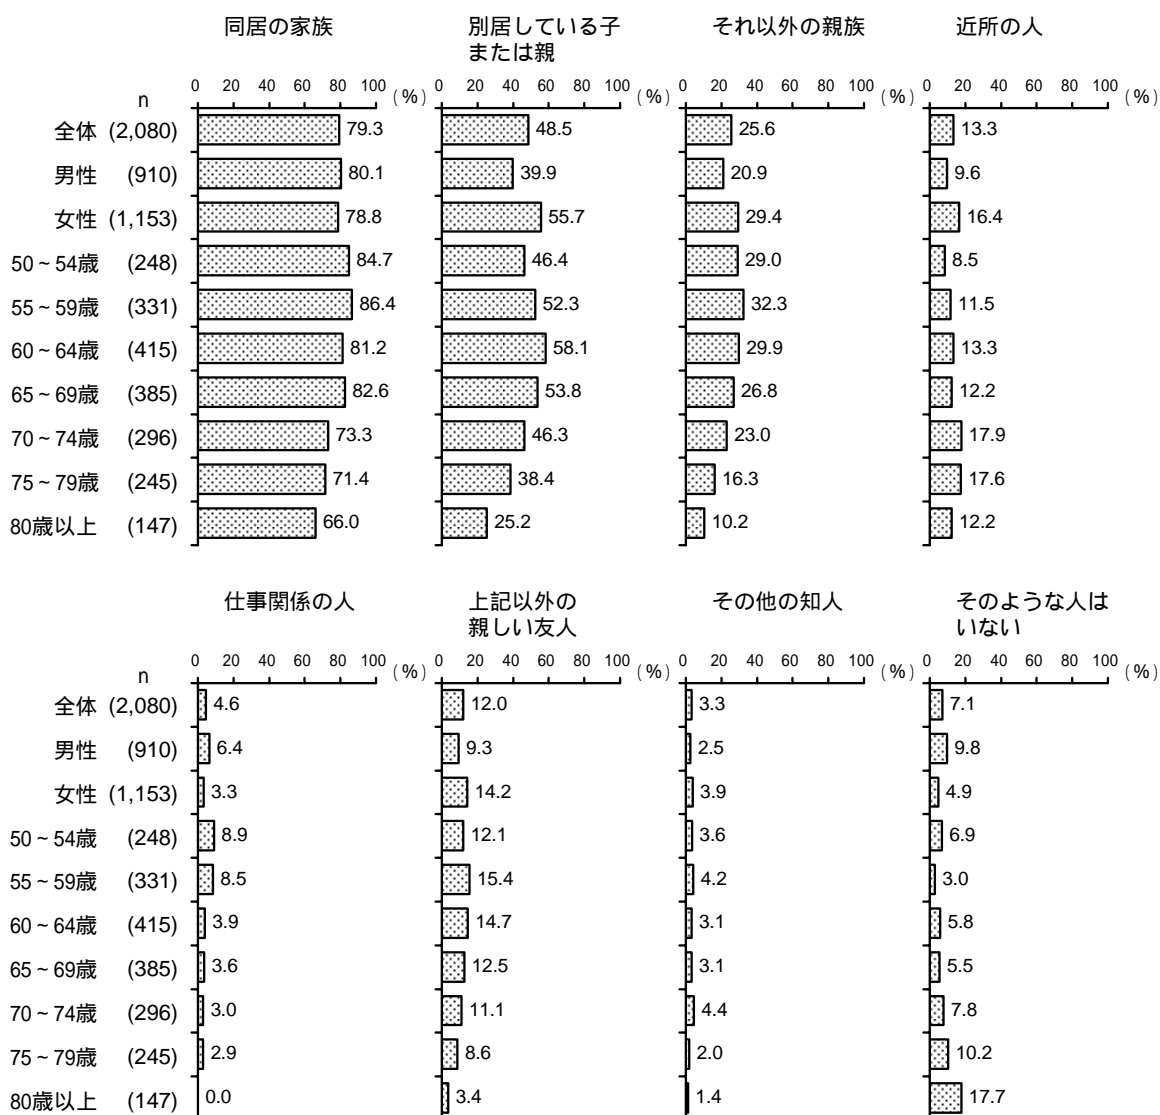 同居の家族 別居している子 それ以外の親族 近所の人
または親
0 20 40 60 80 100 (%) 0 20 40 60 80 100 (%) 0 20 40 60 80 100 (%) 0 20 40 60 80 100 (%)
n
全体 (2,080) 79.3 48.5 25.6 13.3
男性 (910) 80.1 39.9 20.9 9.6
女性 (1,153) 78.8 55.7 29.4 16.4
50~54歳 (248) 84.7 46.4 29.0 8.5
55~59歳 (331) 86.4 52.3 32.3 11.5
60~64歳 (415) 81.2 58.1 29.9 13.3
65~69歳 (385) 82.6 53.8 26.8 12.2
70~74歳 (296) 73.3 46.3 23.0 17.9
75~79歳 (245) 71.4 38.4 16.3 17.6
80歳以上 (147) 66.0 25.2 10.2 12.2
仕事関係の人 上記以外の その他の知人 そのような人は
親しい友人 いない
0 20 40 60 80 100 (%) 0 20 40 60 80 100 (%) 0 20 40 60 80 100 (%) 0 20 40 60 80 100 (%)
n
全体 (2,080) 4.6 12.0 3.3 7.1
男性 (910) 6.4 9.3 2.5 9.8
女性 (1,153) 3.3 14.2 3.9 4.9
50~54歳 (248) 8.9 12.1 3.6 6.9
55~59歳 (331) 8.5 15.4 4.2 3.0
60~64歳 (415) 3.9 14.7 3.1 5.8
65~69歳 (385) 3.6 12.5 3.1 5.5
70~74歳 (296) 3.0 11.1 4.4 7.8
75~79歳 (245) 2.9 8.6 2.0 10.2
80歳以上 (147) 0.0 3.4 1.4 17.7